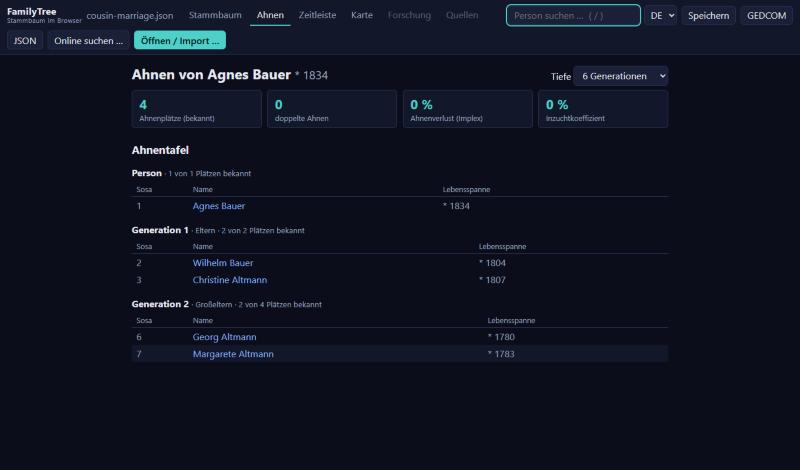 FamilyTree
Stammbaum im Browser
cousin-marriage.json
Stammbaum Ahnen Zeitleiste Karte Forschung Quellen
Person suchen … ( / )
DE
Speichern
GEDCOM
JSON
Online suchen …
Öffnen / Import …
Ahnen von Agnes Bauer * 1834
Tiefe 6 Generationen
4
Ahnenplätze (bekannt)
0
doppelte Ahnen
0 %
Ahnenverlust (Implex)
0 %
Inzuchtkoeffizient
Ahnentafel
Person · 1 von 1 Plätzen bekannt
Sosa Name Lebensspanne
1 Agnes Bauer * 1834
Generation 1 · Eltern · 2 von 2 Plätzen bekannt
Sosa Name Lebensspanne
2 Wilhelm Bauer * 1804
3 Christine Altmann * 1807
Generation 2 · Großeltern · 2 von 4 Plätzen bekannt
Sosa Name Lebensspanne
6 Georg Altmann * 1780
7 Margarete Altmann * 1783